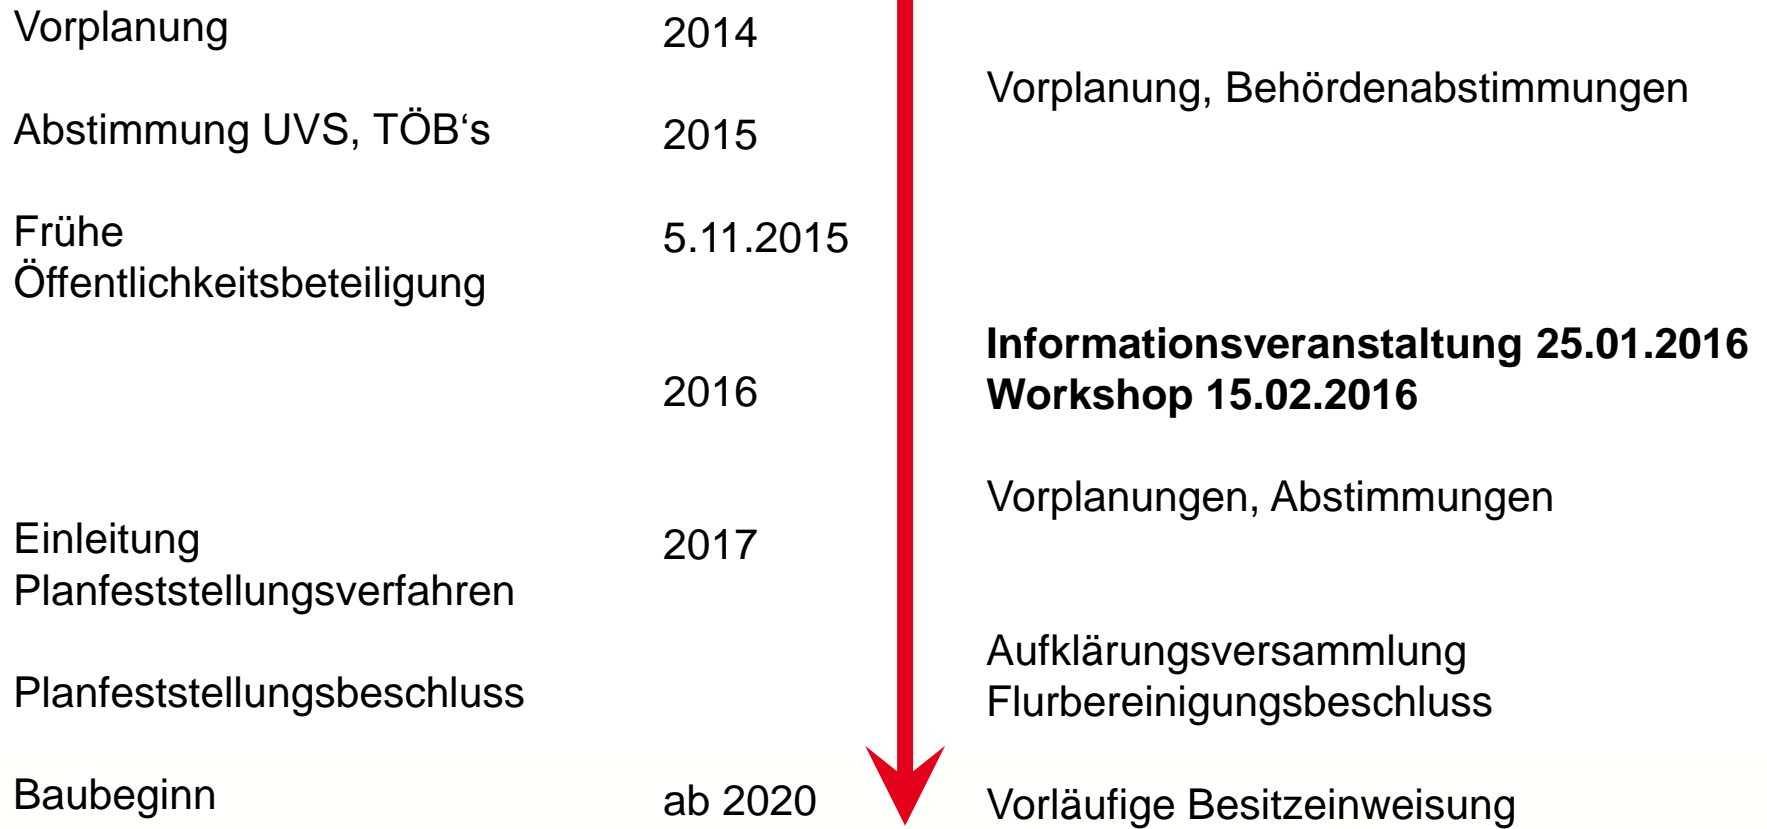 Vorplanung
2014
Vorplanung, Behördenabstimmungen
Abstimmung UVS, TÖB‘s
2015
Frühe
Öffentlichkeitsbeteiligung
5.11.2015
Informationsveranstaltung 25.01.2016
Workshop 15.02.2016
2016
Vorplanungen, Abstimmungen
Einleitung
Planfeststellungsverfahren
2017
Aufklärungsversammlung
Flurbereinigungsbeschluss
Planfeststellungsbeschluss
Baubeginn
ab 2020
Vorläufige Besitzeinweisung